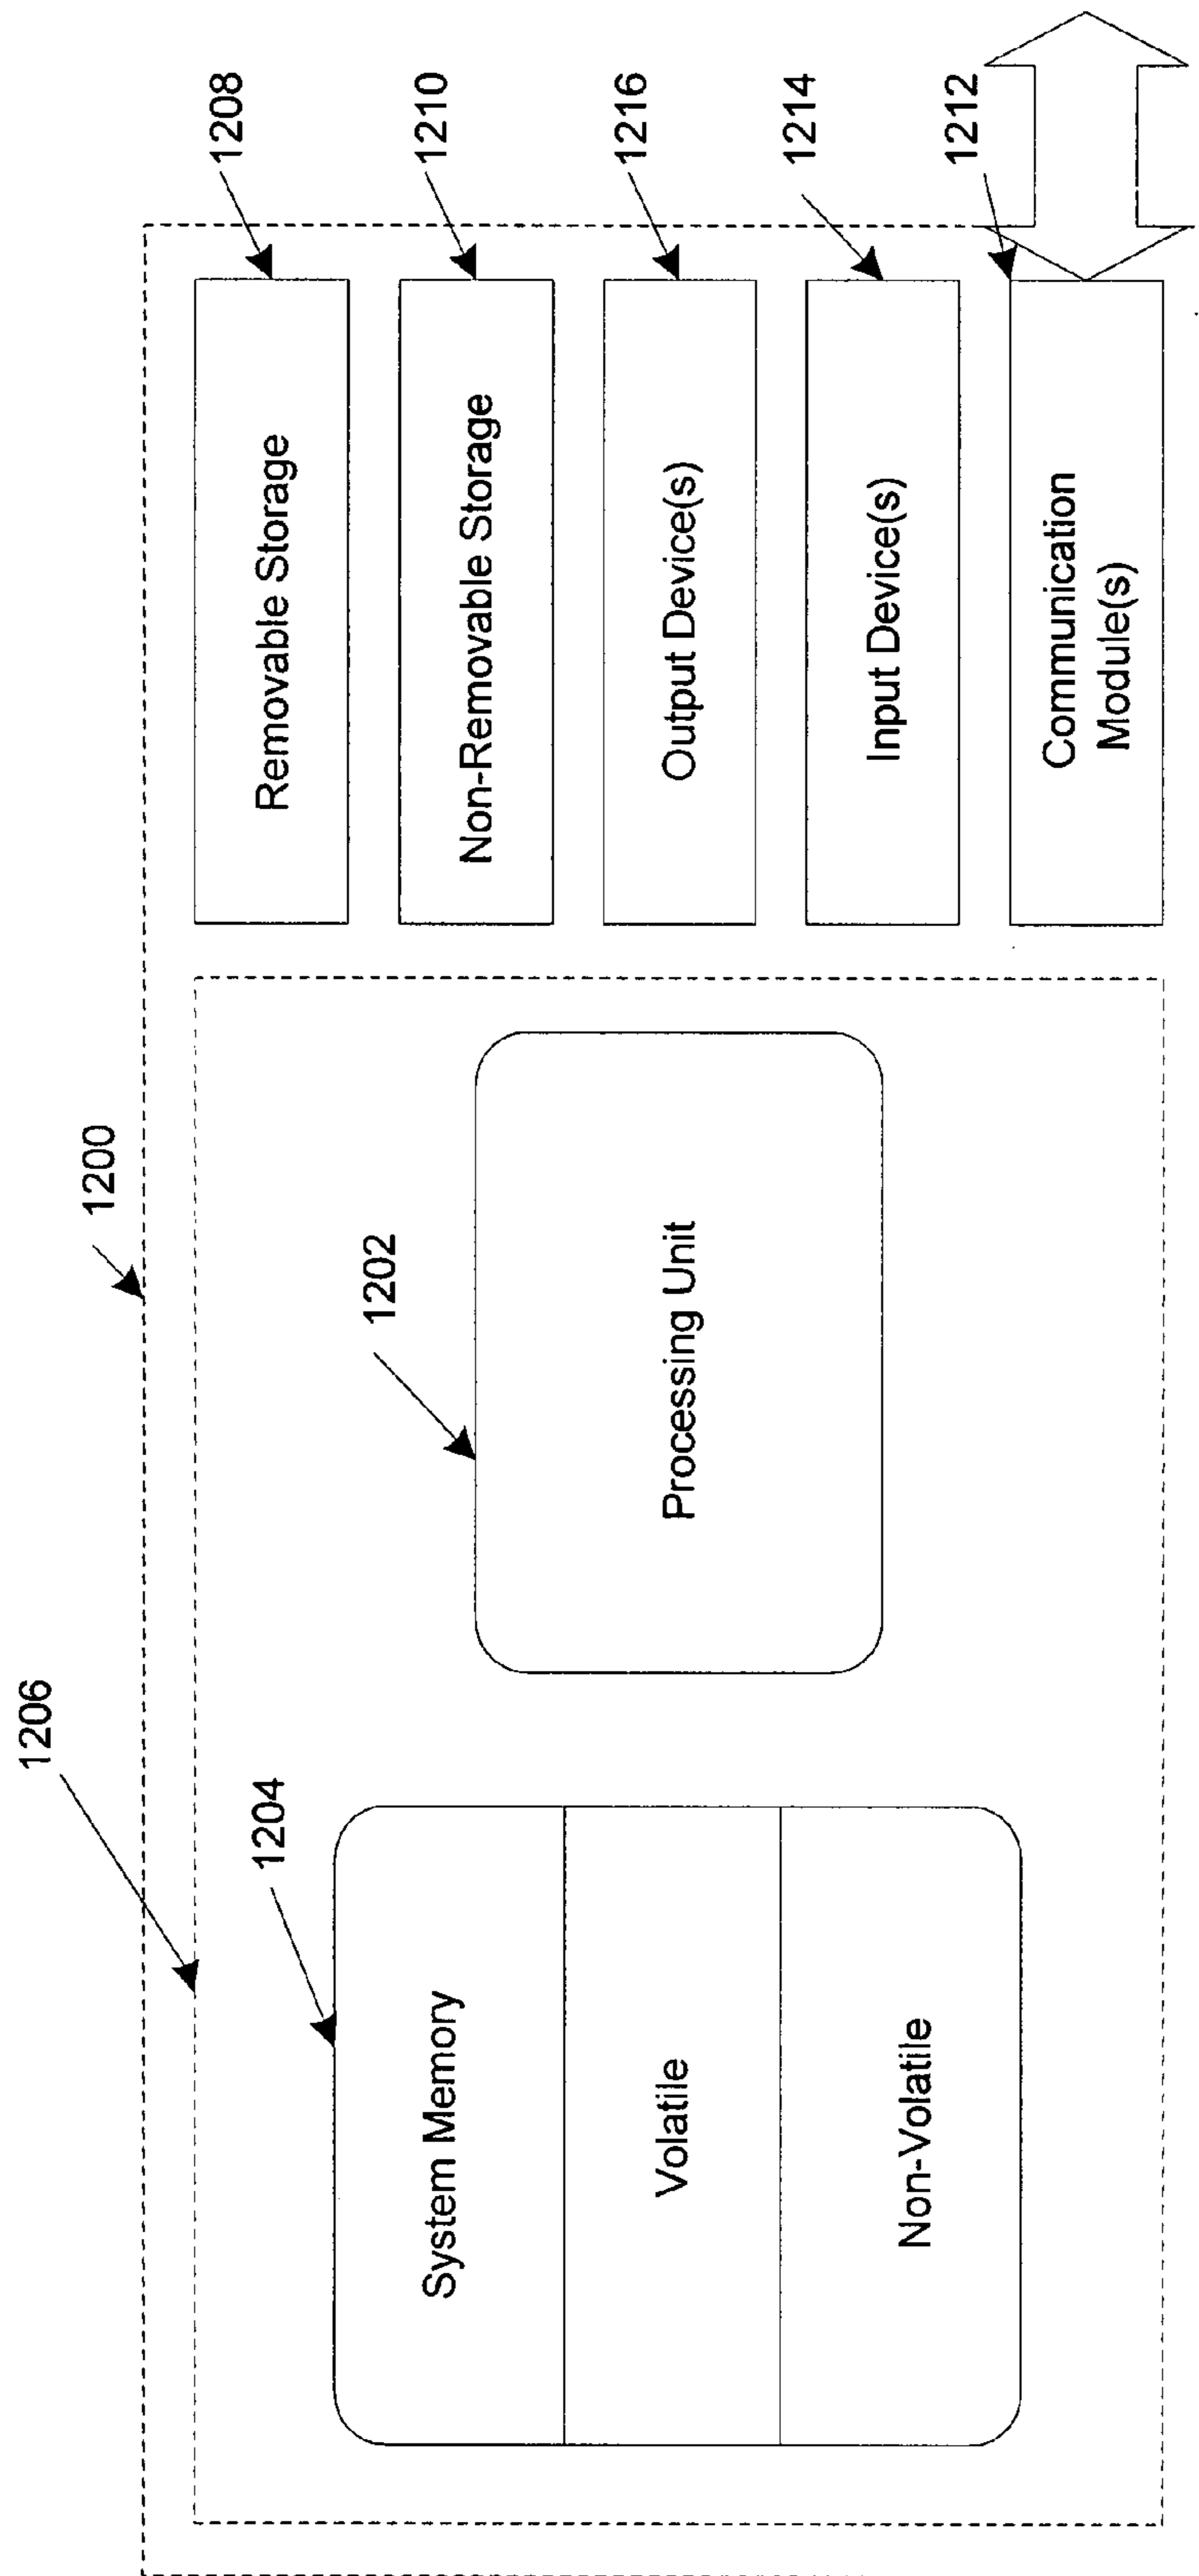 1206
1200
1204
System Memory
Volatile
Non-Volatile
1202
Processing Unit
1208
Removable Storage
1210
Non-Removable Storage
1216
Output Device(s)
1214
Input Device(s)
1212
Communication
Module(s)